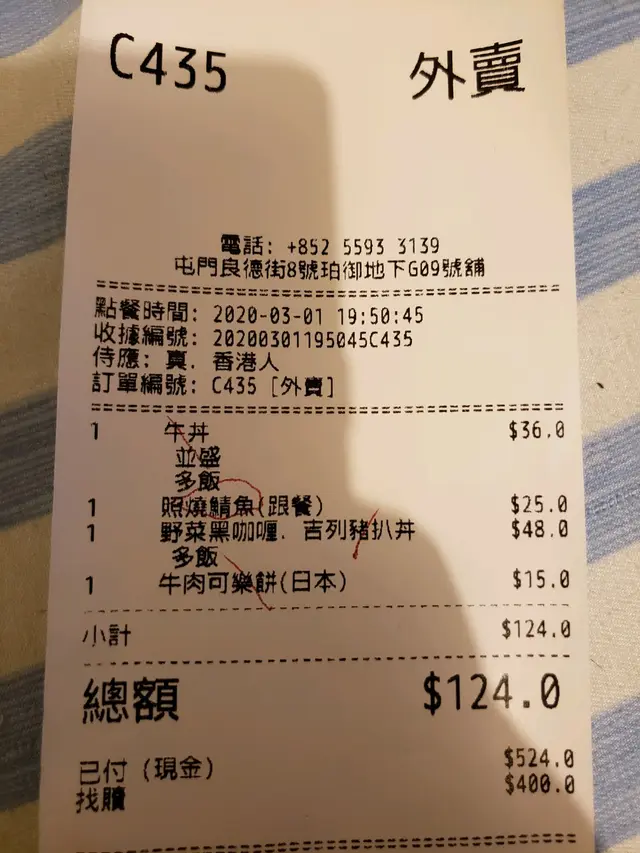 C435 外賣
電話: +852 5593 3139
屯門良德街8號珀御地下G09號舖
點餐時間: 2020-03-01 19:50:45
收據編號: 20200301195045C435
侍應: 真. 香港人
訂單編號: C435 [外賣]
1 牛丼 $36.0
並盛
多飯
1 照燒鯖魚(跟餐) $25.0
1 野菜黑咖喱. 吉列豬扒丼 $48.0
多飯
1 牛肉可樂餅(日本) $15.0
小計 $124.0
總額 $124.0
已付 (現金) $524.0
找贖 $400.0